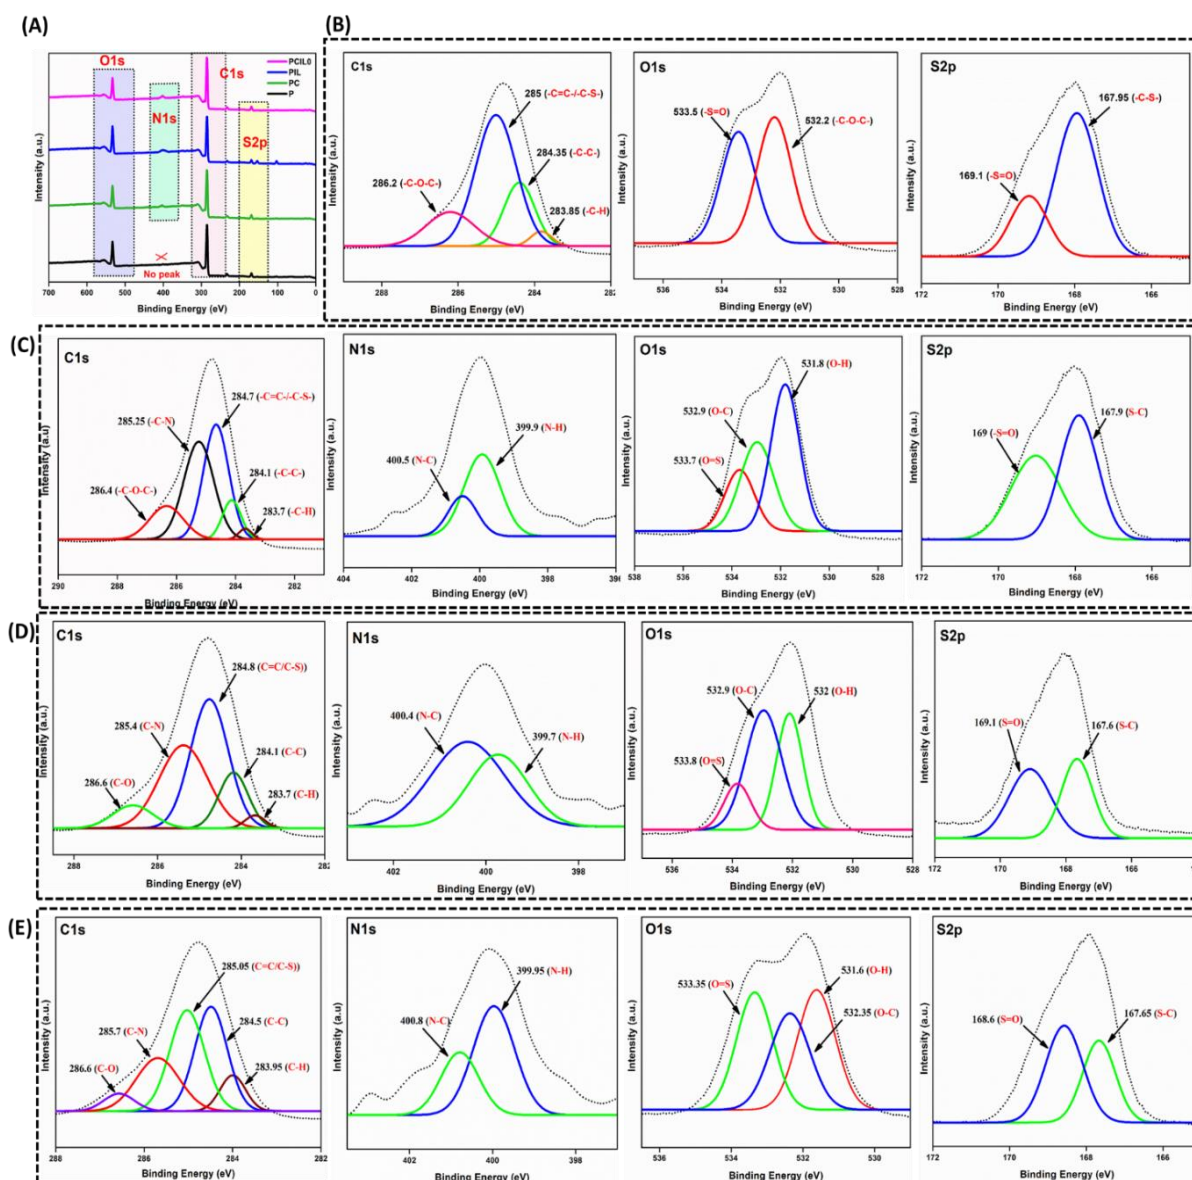 (A)
O1s
N1s
C1s
S2p
PCIL0
PIL
PC
P
No peak
Intensity (a.u.)
700 600 500 400 300 200 100 0
Binding Energy (eV)
(B)
C1s
285 (-C=C-/-C-S-)
284.35 (-C-C-)
286.2 (-C-O-C-)
283.85 (-C-H)
Intensity (a.u.)
288 286 284 282
Binding Energy (eV)
O1s
533.5 (-S=O)
532.2 (-C-O-C-)
Intensity (a.u.)
536 534 532 530 528
Binding Energy (eV)
S2p
167.95 (-C-S-)
169.1 (-S=O)
Intensity (a.u.)
172 170 168 166
Binding Energy (eV)
(C)
C1s
284.7 (-C=C-/-C-S-)
285.25 (-C-N)
284.1 (-C-C-)
286.4 (-C-O-C-)
283.7 (-C-H)
Intensity (a.u)
290 288 286 284 282
Binding Energy (eV)
N1s
399.9 (N-H)
400.5 (N-C)
Intensity (a.u.)
404 402 400 398 396
Binding Energy (eV)
O1s
531.8 (O-H)
532.9 (O-C)
533.7 (O=S)
Intensity (a.u.)
538 536 534 532 530 528
Binding Energy (eV)
S2p
169 (-S=O)
167.9 (S-C)
Intensity (a.u.)
172 170 168 166
Binding Energy (eV)
(D)
C1s
284.8 (C=C/C-S))
285.4 (C-N)
284.1 (C-C)
286.6 (C-O)
283.7 (C-H)
Intensity (a.u.)
288 286 284 282
Binding Energy (eV)
N1s
400.4 (N-C)
399.7 (N-H)
Intensity (a.u.)
402 400 398
Binding Energy (eV)
O1s
532.9 (O-C)
532 (O-H)
533.8 (O=S)
Intensity (a.u.)
536 534 532 530 528
Binding Energy (eV)
S2p
169.1 (S=O)
167.6 (S-C)
Intensity (a.u.)
172 170 168 166 164
Binding Energy (eV)
(E)
C1s
285.05 (C=C/C-S))
285.7 (C-N)
284.5 (C-C)
286.6 (C-O)
283.95 (C-H)
Intensity (a.u.)
288 286 284 282
Binding Energy (eV)
N1s
399.95 (N-H)
400.8 (N-C)
Intensity (a.u)
402 400 398
Binding Energy (eV)
O1s
533.35 (O=S)
531.6 (O-H)
532.35 (O-C)
Intensity (a.u.)
536 534 532 530
Binding Energy (eV)
S2p
168.6 (S=O)
167.65 (S-C)
Intensity (a.u.)
172 170 168 166
Binding Energy (eV)